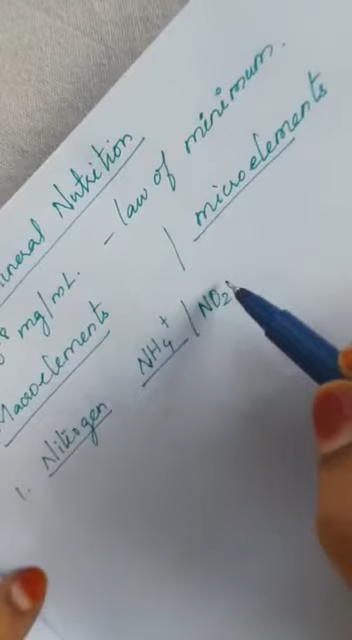 Mineral Nutrition
- law of minimum.
mg/mL.
Macroelements | microelements
1. Nitrogen NH4+ | NO2